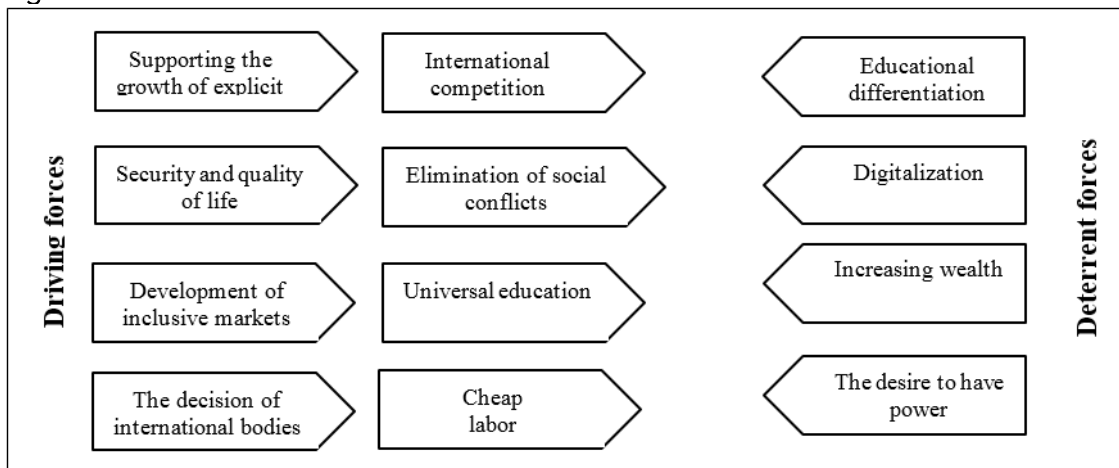 Driving forces
Supporting the
growth of explicit
International
competition
Educational
differentiation
Security and quality
of life
Elimination of social
conflicts
Digitalization
Development of
inclusive markets
Universal education
Increasing wealth
The decision of
international bodies
Cheap
labor
The desire to have
power
Deterrent forces